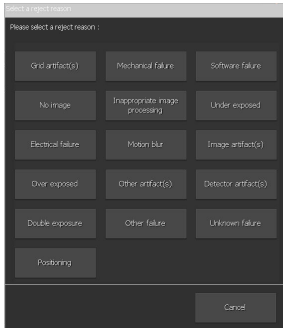 Select a reject reason
Please select a reject reason :
Grid artifact(s)
Mechanical failure
Software failure
No image
Inappropriate image
processing
Under exposed
Electrical failure
Motion blur
Image artifact(s)
Over exposed
Other artifact(s)
Detector artifact(s)
Double exposure
Other failure
Unknown failure
Positioning
Cancel